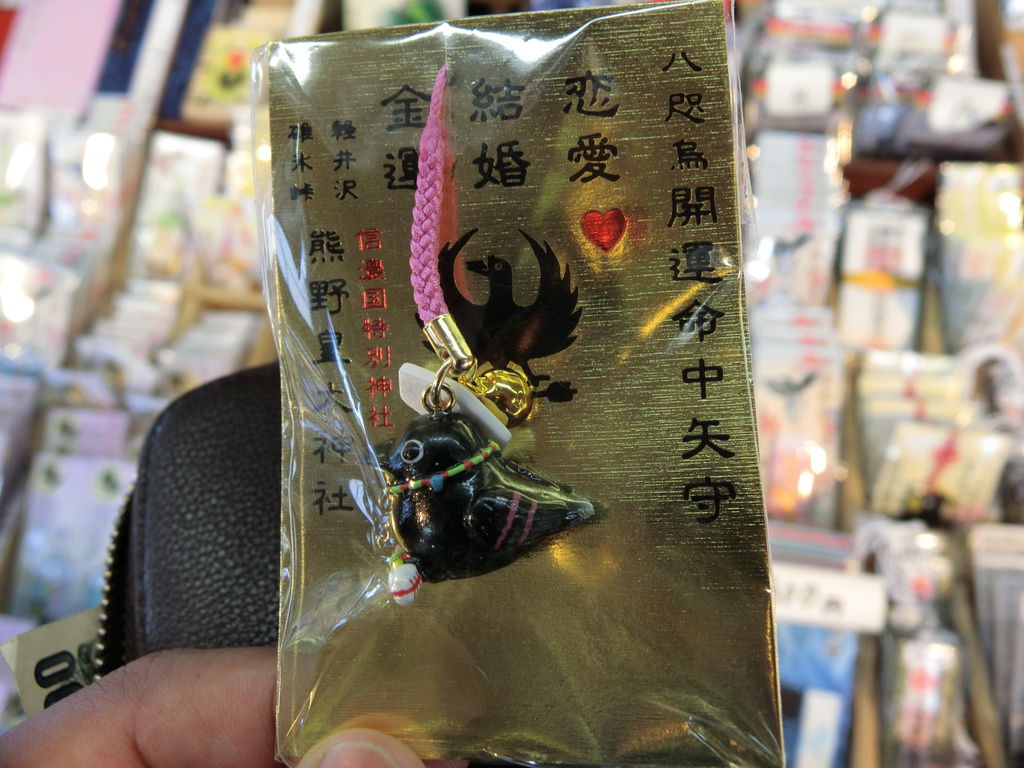 八咫烏開運命中矢守
恋愛
結婚
金運
軽井沢
碓氷峠
信濃国特別神社
熊野皇大神社